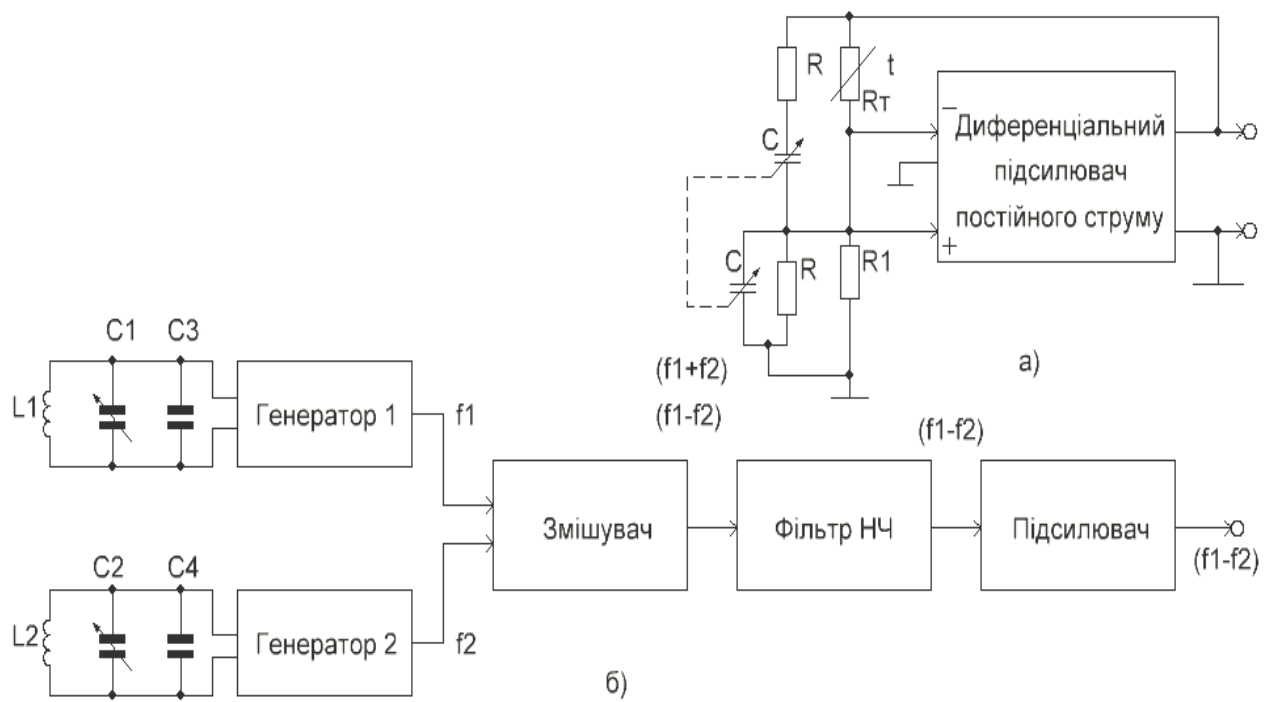 R
t
Rт
C
−
Диференціальний
підсилювач
постійного струму
+
C
R
R1
а)
C1 C3
L1
Генератор 1
f1
(f1+f2)
(f1-f2)
(f1-f2)
Змішувач
Фільтр НЧ
Підсилювач
(f1-f2)
C2 C4
L2
Генератор 2
f2
б)